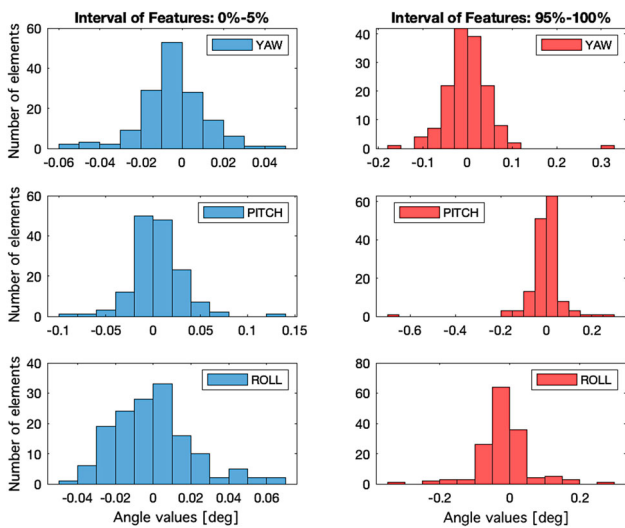 Interval of Features: 0%-5%
Interval of Features: 95%-100%
Number of elements
60
40
20
0
YAW
-0.06 -0.04 -0.02 0 0.02 0.04
40
30
20
10
0
YAW
-0.2 -0.1 0 0.1 0.2 0.3
Number of elements
60
40
20
0
PITCH
-0.1 -0.05 0 0.05 0.1 0.15
60
40
20
0
PITCH
-0.6 -0.4 -0.2 0 0.2
Number of elements
40
30
20
10
0
ROLL
-0.04 -0.02 0 0.02 0.04 0.06
Angle values [deg]
80
60
40
20
0
ROLL
-0.2 0 0.2
Angle values [deg]